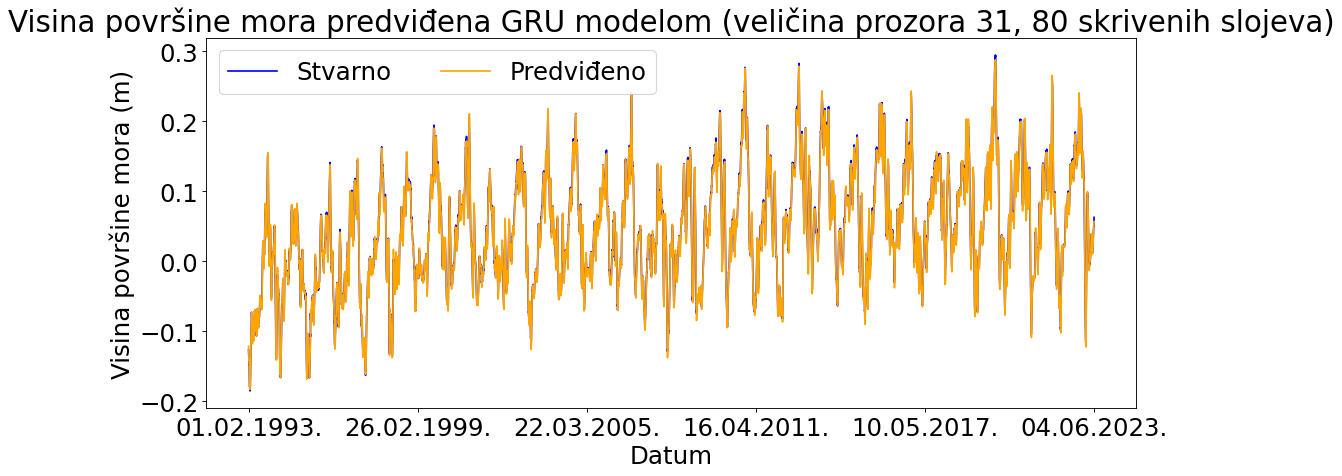 Visina površine mora predviđena GRU modelom (veličina prozora 31, 80 skrivenih slojeva)
Stvarno
Predviđeno
Visina površine mora (m)
0.3
0.2
0.1
0.0
−0.1
−0.2
01.02.1993.
26.02.1999.
22.03.2005.
16.04.2011.
10.05.2017.
04.06.2023.
Datum